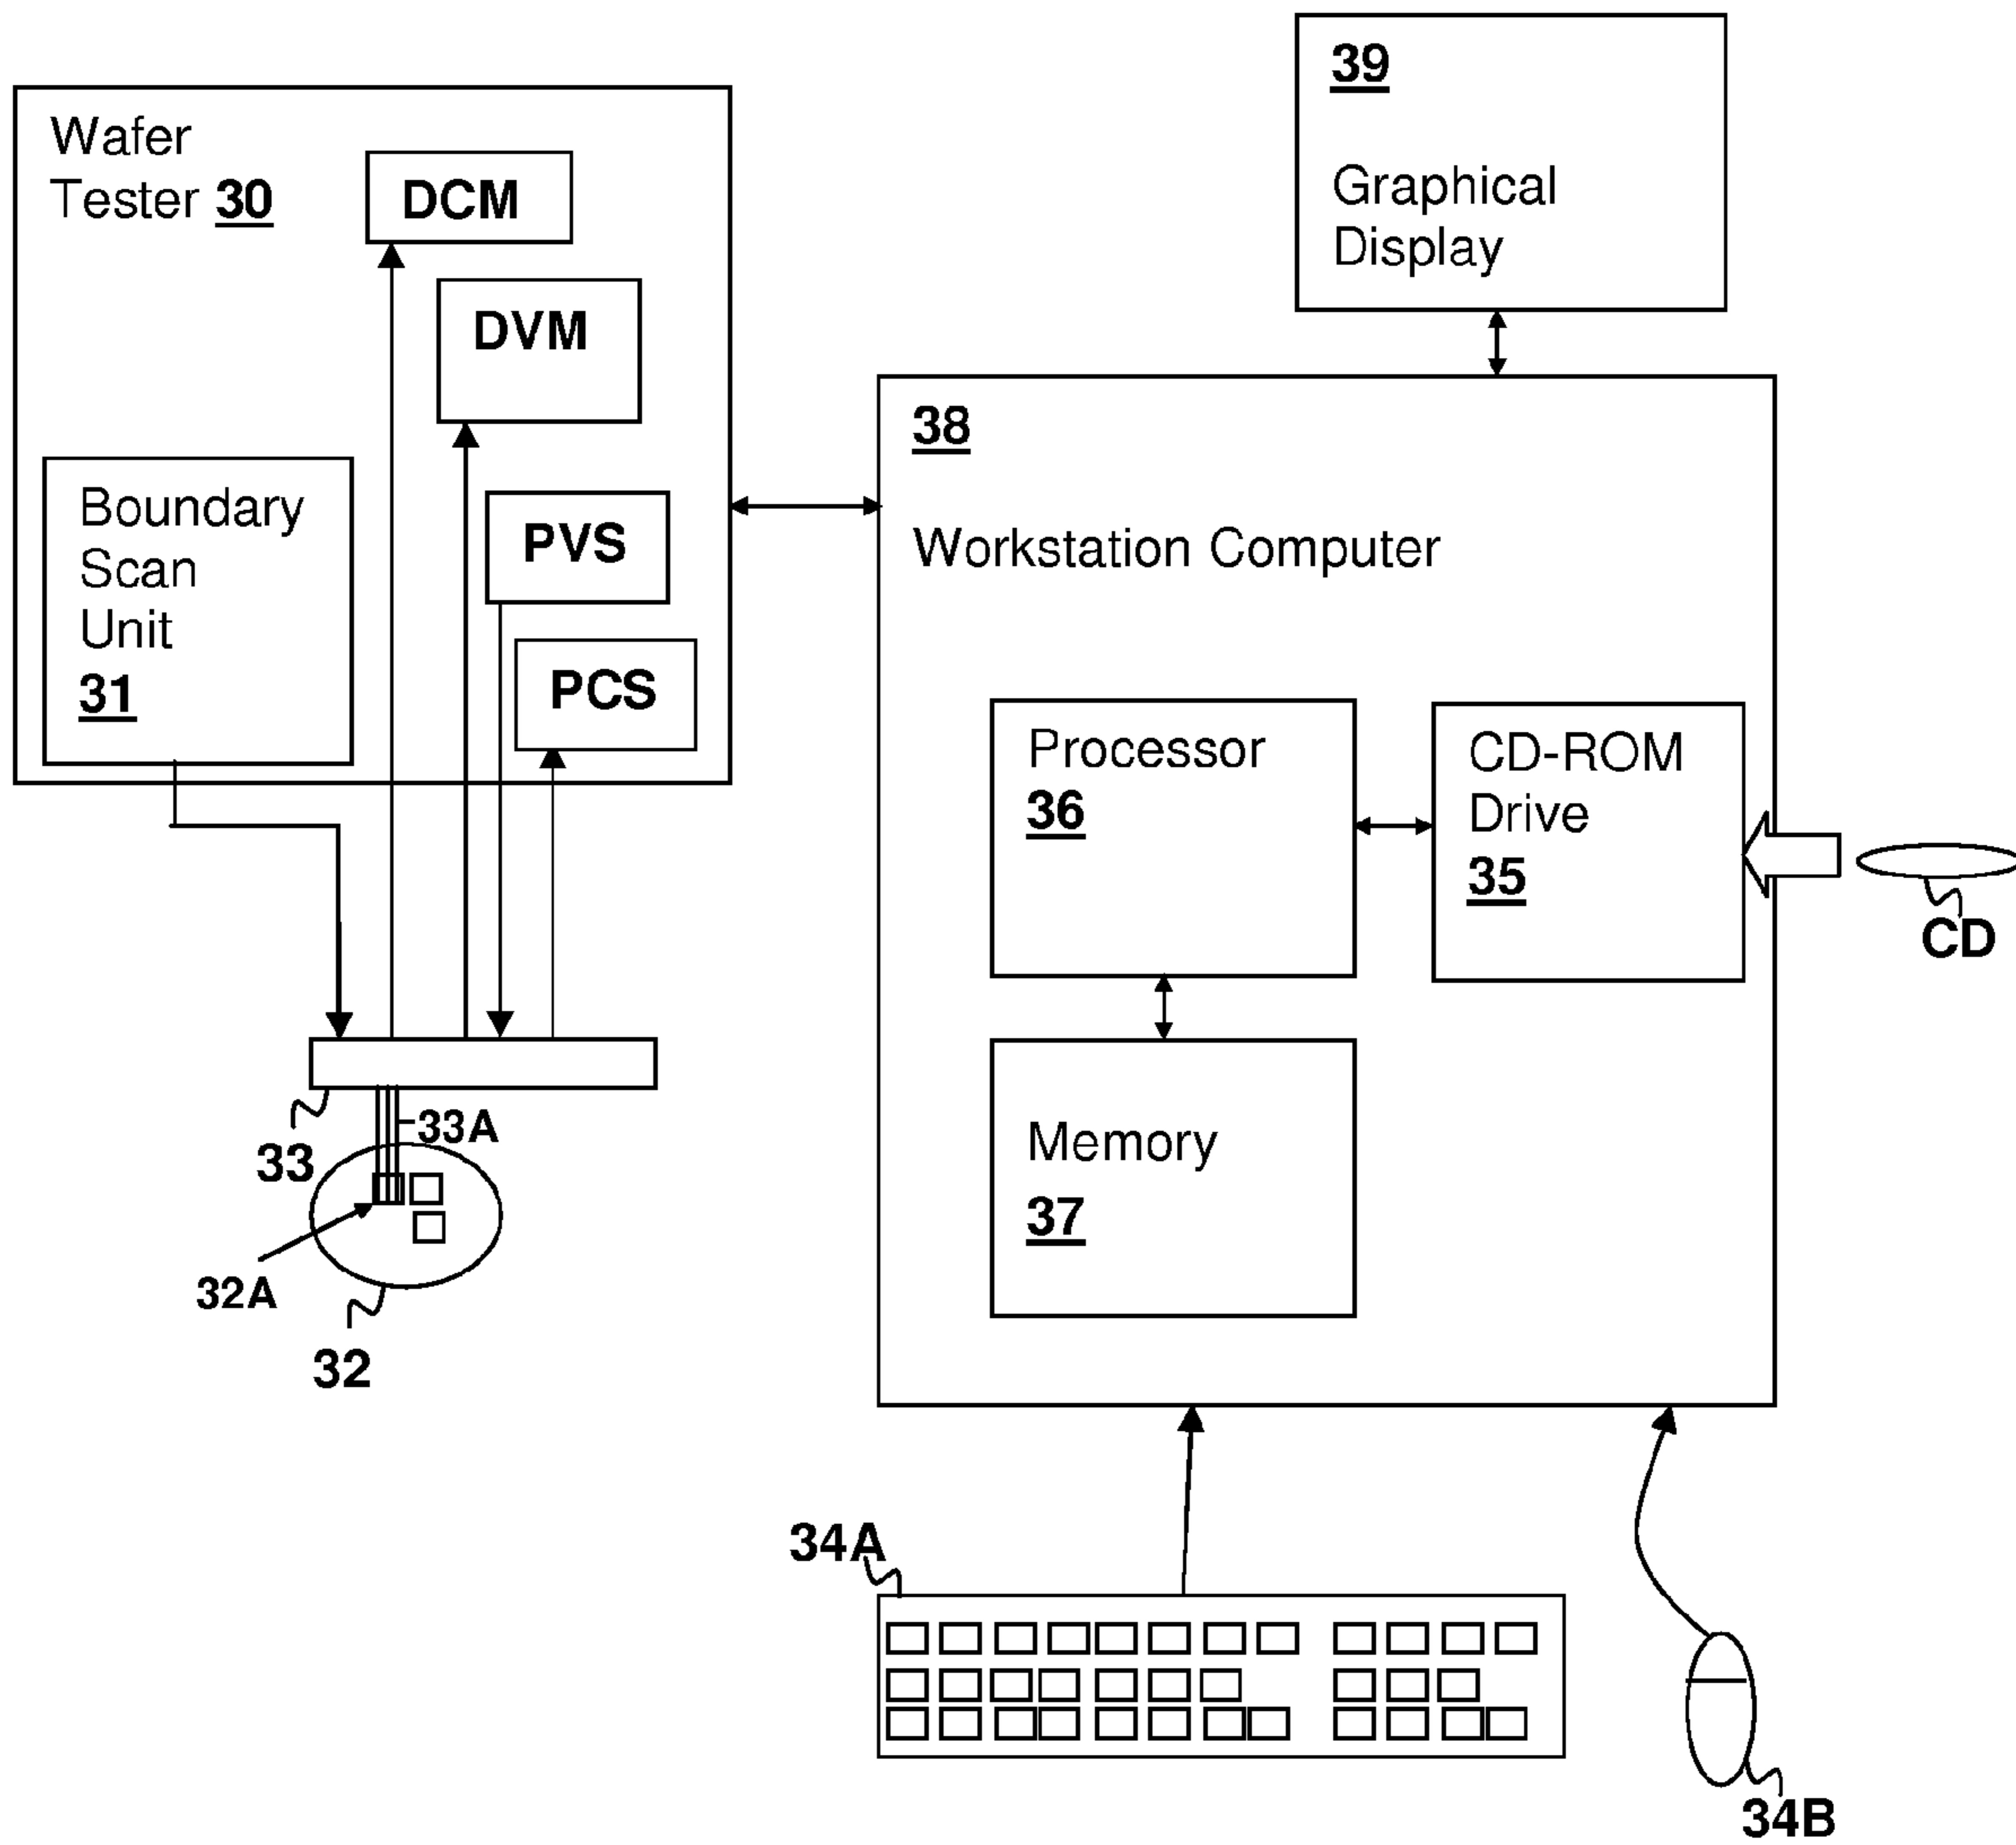 Wafer
Tester 30
DCM
DVM
PVS
PCS
Boundary
Scan
Unit
31
33
33A
32A
32
39
Graphical
Display
38
Workstation Computer
Processor
36
CD-ROM
Drive
35
CD
Memory
37
34A
34B